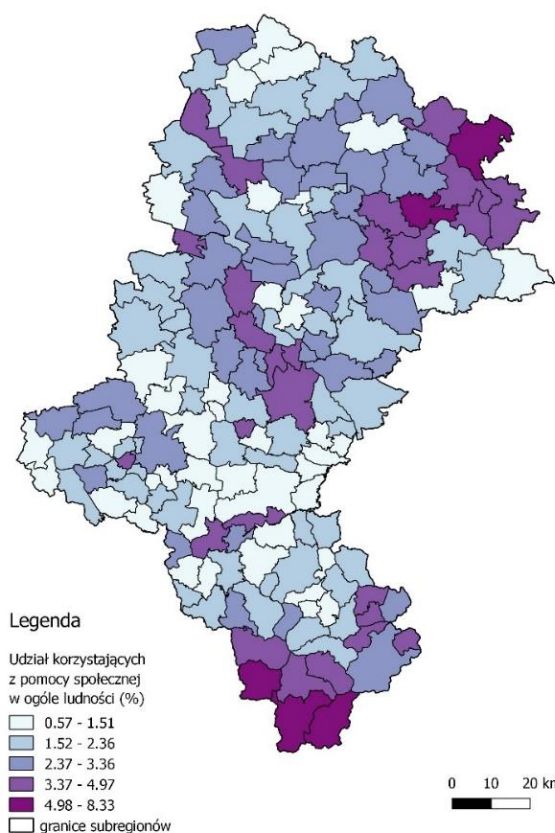 Legenda
Udział korzystających
z pomocy społecznej
w ogóle ludności (%)
0.57 - 1.51
1.52 - 2.36
2.37 - 3.36
3.37 - 4.97
4.98 - 8.33
granice subregionów
0 10 20 km